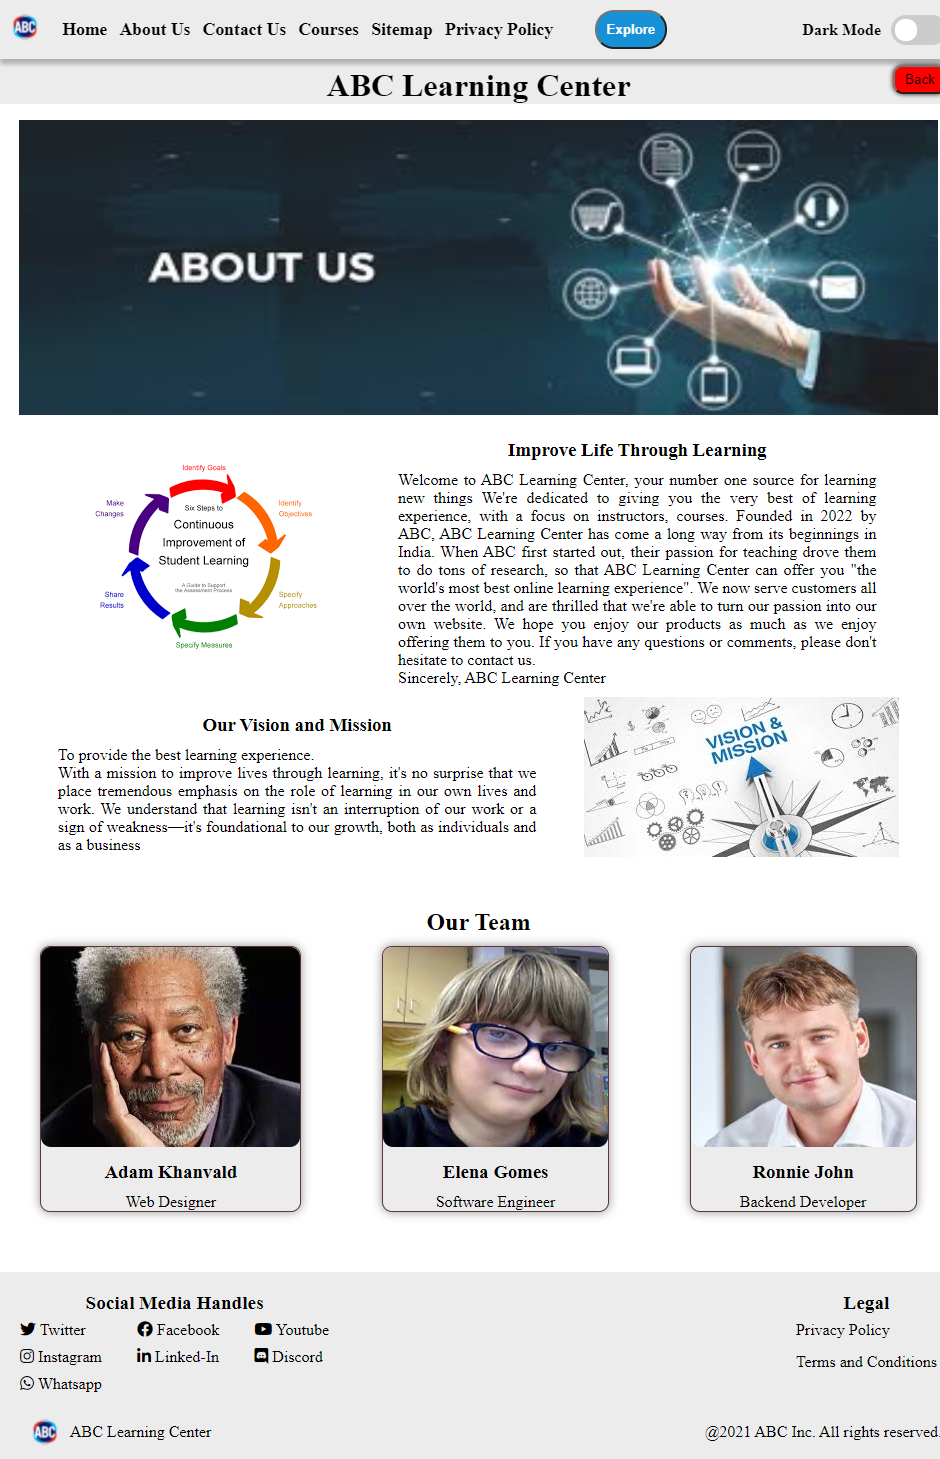 ABC
Home About Us Contact Us Courses Sitemap Privacy Policy Explore Dark Mode
ABC Learning Center
Back
ABOUT US
Identify Goals
Identify
Objectives
Specify
Approaches
Specify Measures
Share
Results
Make
Changes
Six Steps to
Continuous
Improvement of
Student Learning
A Guide to Support
the Assessment Process
Improve Life Through Learning
Welcome to ABC Learning Center, your number one source for learning
new things We're dedicated to giving you the very best of learning
experience, with a focus on instructors, courses. Founded in 2022 by
ABC, ABC Learning Center has come a long way from its beginnings in
India. When ABC first started out, their passion for teaching drove them
to do tons of research, so that ABC Learning Center can offer you "the
world's most best online learning experience". We now serve customers all
over the world, and are thrilled that we're able to turn our passion into our
own website. We hope you enjoy our products as much as we enjoy
offering them to you. If you have any questions or comments, please don't
hesitate to contact us.
Sincerely, ABC Learning Center
Our Vision and Mission
To provide the best learning experience.
With a mission to improve lives through learning, it's no surprise that we
place tremendous emphasis on the role of learning in our own lives and
work. We understand that learning isn't an interruption of our work or a
sign of weakness—it's foundational to our growth, both as individuals and
as a business
VISION &
MISSION
Our Team
Adam Khanvald
Web Designer
Elena Gomes
Software Engineer
Ronnie John
Backend Developer
Social Media Handles
Twitter Facebook Youtube
Instagram Linked-In Discord
Whatsapp
Legal
Privacy Policy
Terms and Conditions
ABC ABC Learning Center
@2021 ABC Inc. All rights reserved.